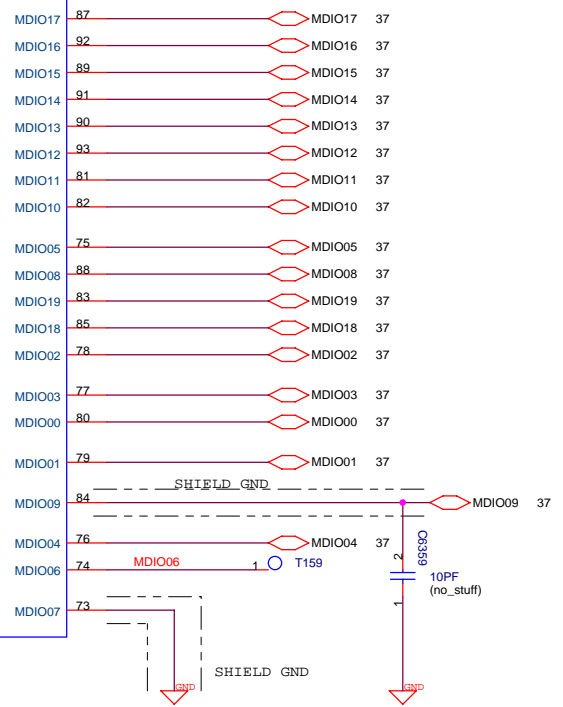 MDIO17 87 MDIO17 37
MDIO16 92 MDIO16 37
MDIO15 89 MDIO15 37
MDIO14 91 MDIO14 37
MDIO13 90 MDIO13 37
MDIO12 93 MDIO12 37
MDIO11 81 MDIO11 37
MDIO10 82 MDIO10 37
MDIO05 75 MDIO05 37
MDIO08 88 MDIO08 37
MDIO19 83 MDIO19 37
MDIO18 85 MDIO18 37
MDIO02 78 MDIO02 37
MDIO03 77 MDIO03 37
MDIO00 80 MDIO00 37
MDIO01 79 MDIO01 37
SHIELD GND
MDIO09 84 MDIO09 37
MDIO04 76 MDIO04 37
MDIO06 74 MDIO06 1 T159
2 C6359
10PF
(no_stuff)
1
MDIO07 73
SHIELD GND
GND GND